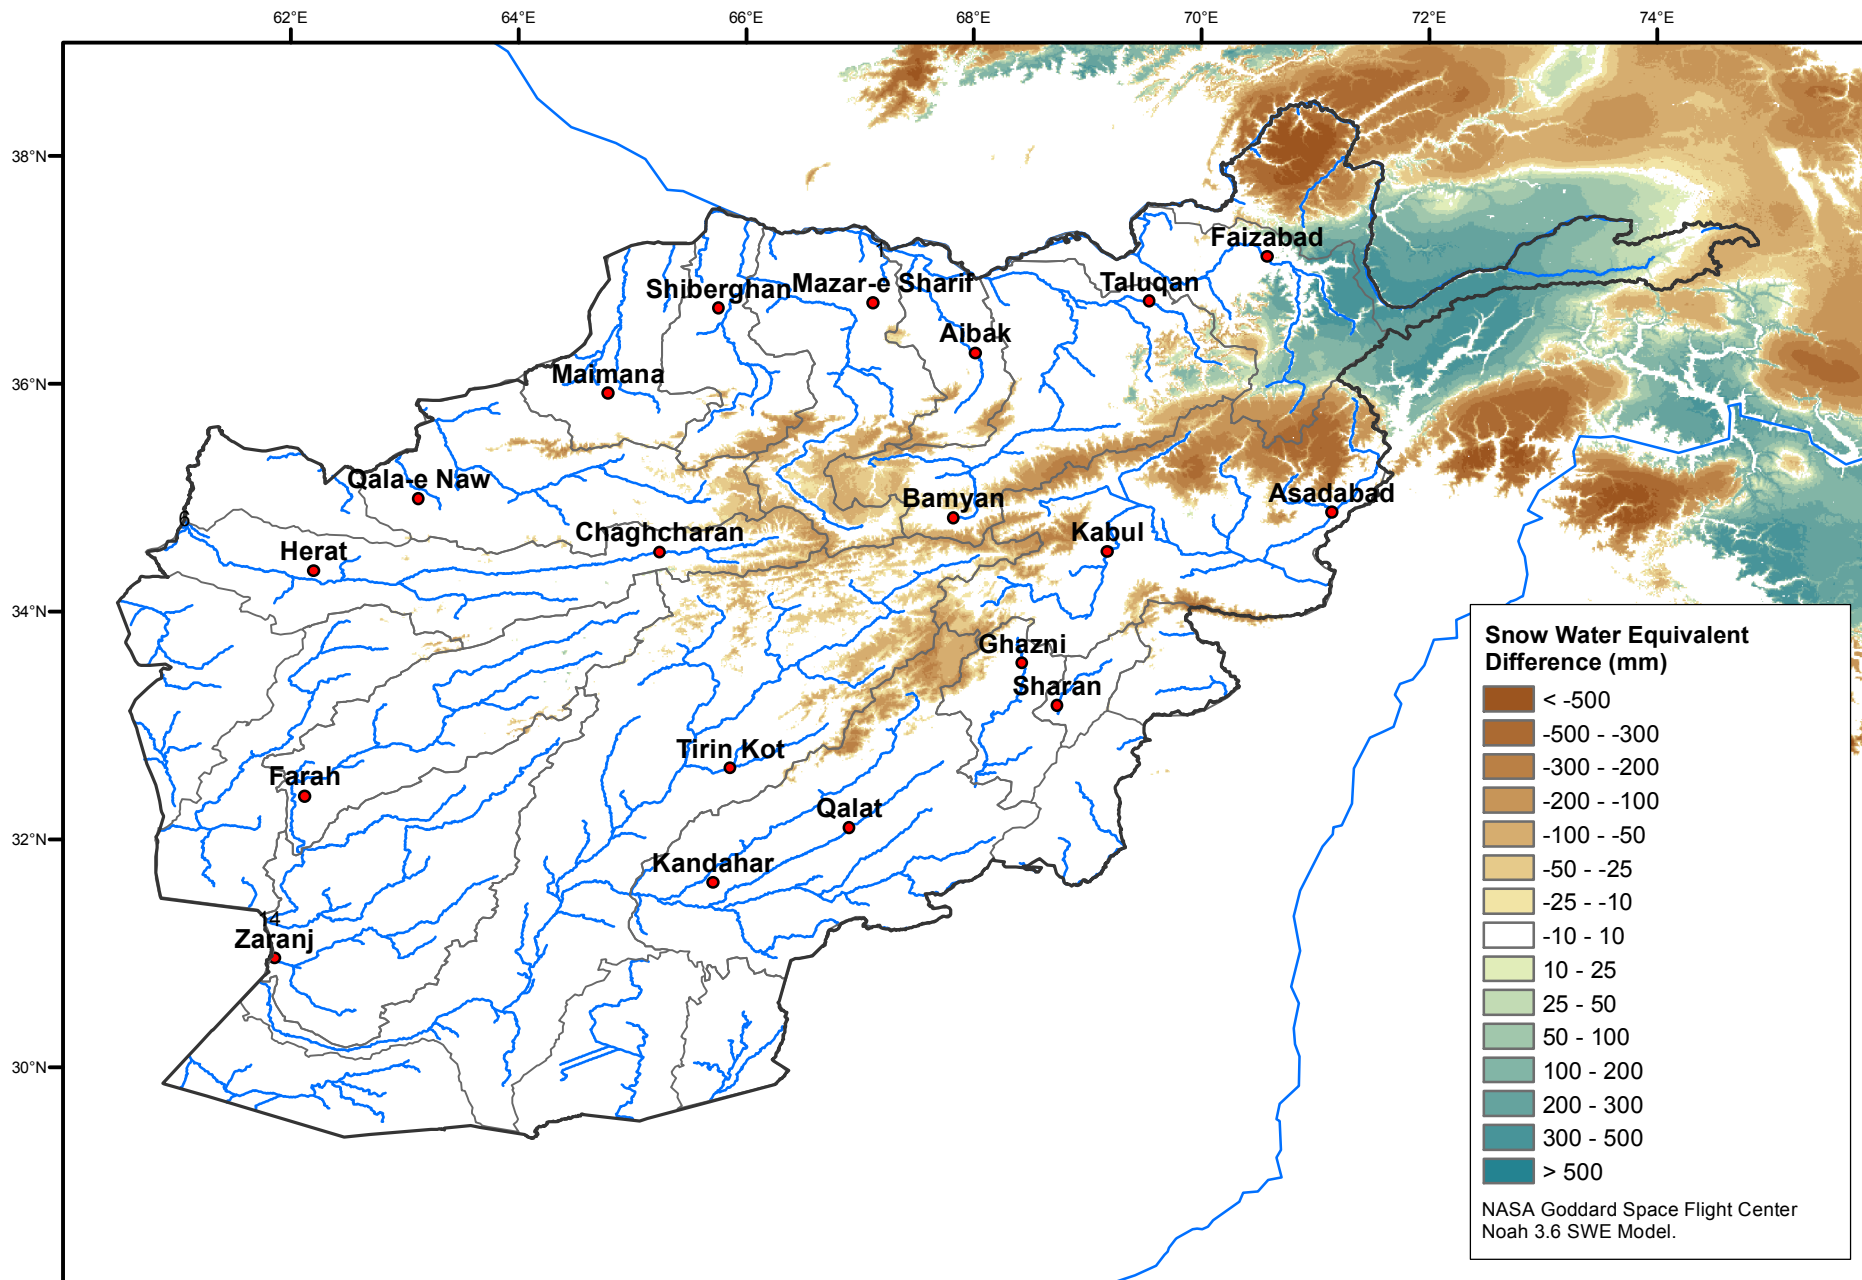 62°E 64°E 66°E 68°E 70°E 72°E 74°E
38°N
Faizabad
Shiberghan Mazar-e Sharif Taluqan
Aibak
36°N
Maimana
Qala-e Naw
Bamyan Asadabad
6
Chaghcharan Kabul
Herat
34°N
Ghazni
Sharan
Tirin Kot
Farah
Qalat
32°N
Kandahar
14
Zaranj
30°N
Snow Water Equivalent
Difference (mm)
< -500
-500 - -300
-300 - -200
-200 - -100
-100 - -50
-50 - -25
-25 - -10
-10 - 10
10 - 25
25 - 50
50 - 100
100 - 200
200 - 300
300 - 500
> 500
NASA Goddard Space Flight Center
Noah 3.6 SWE Model.